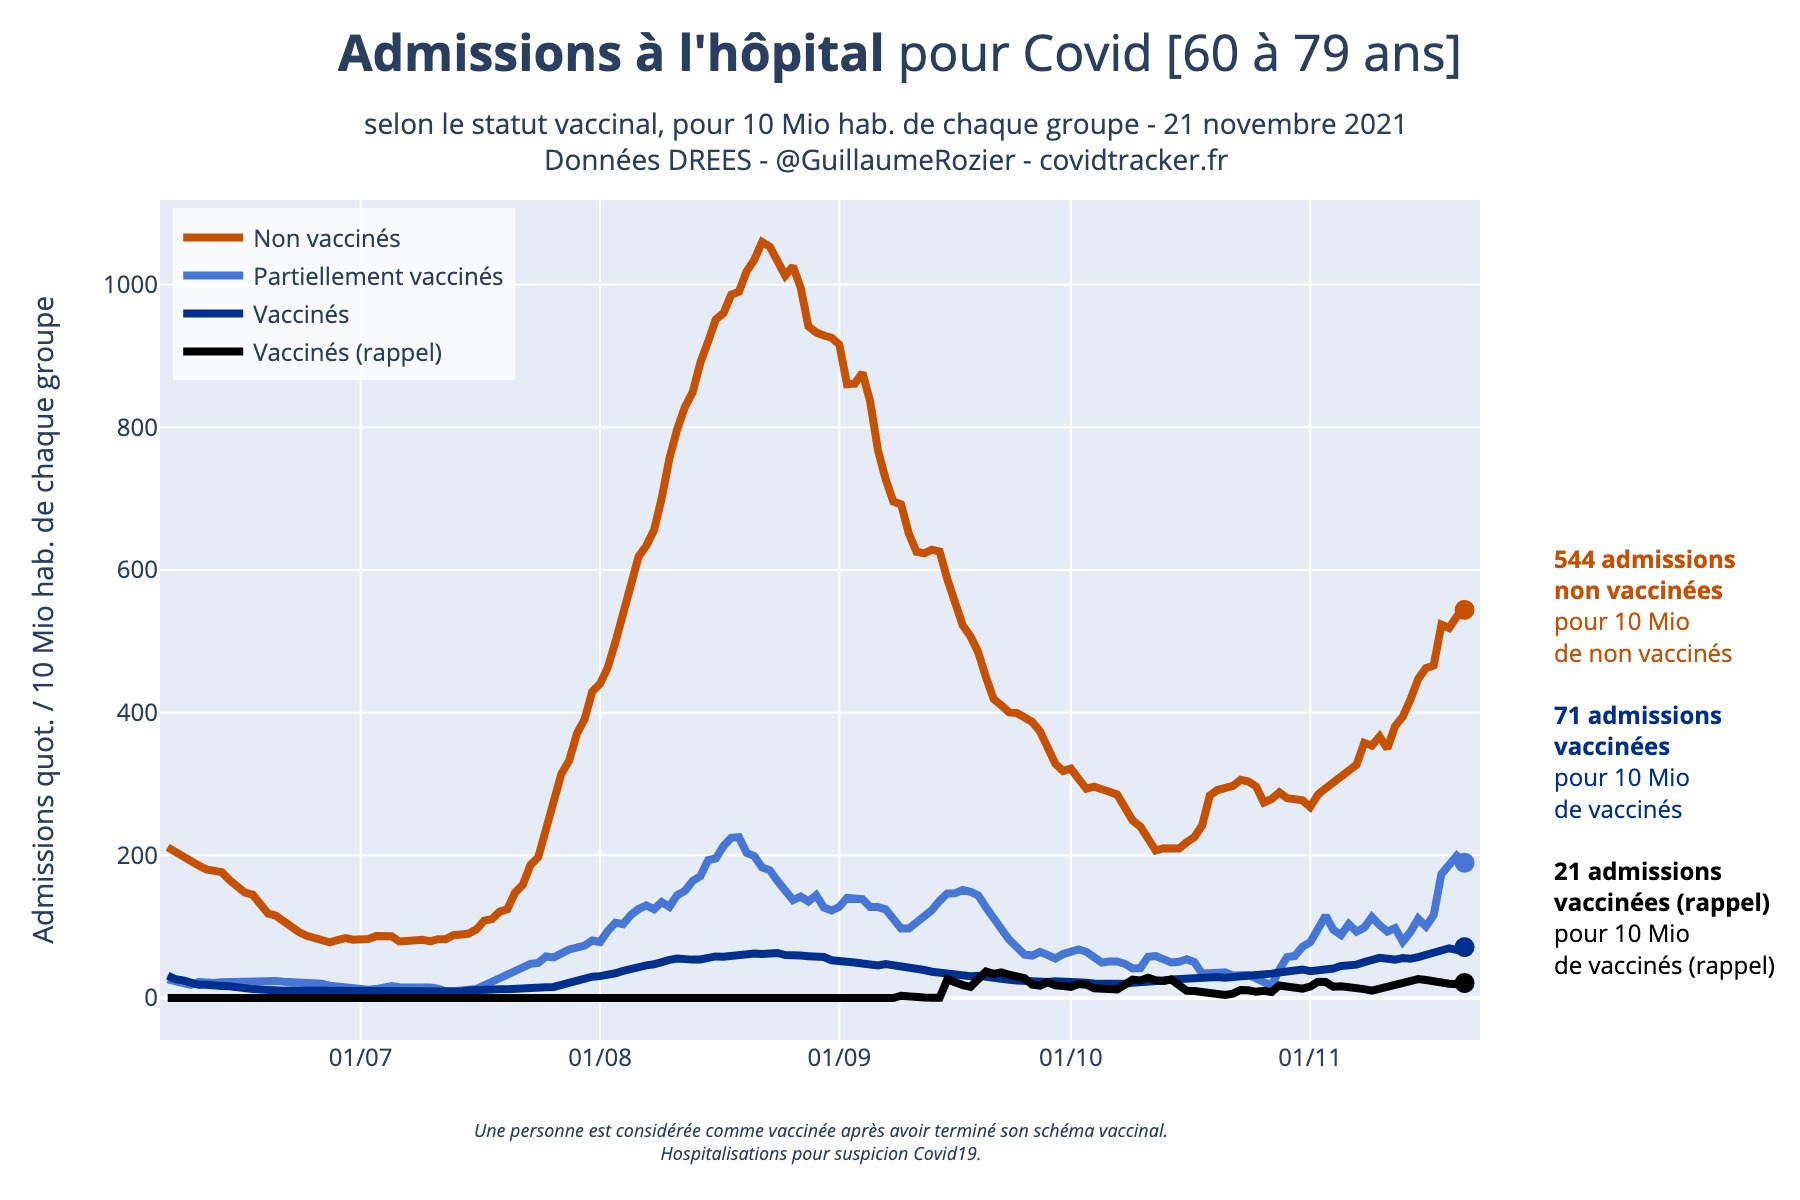 Admissions à l'hôpital pour Covid [60 à 79 ans]
selon le statut vaccinal, pour 10 Mio hab. de chaque groupe - 21 novembre 2021
Données DREES - @GuillaumeRozier - covidtracker.fr
Non vaccinés
Partiellement vaccinés
Vaccinés
Vaccinés (rappel)
Admissions quot. / 10 Mio hab. de chaque groupe
1000
800
600
400
200
0
01/07
01/08
01/09
01/10
01/11
544 admissions
non vaccinées
pour 10 Mio
de non vaccinés
71 admissions
vaccinées
pour 10 Mio
de vaccinés
21 admissions
vaccinées (rappel)
pour 10 Mio
de vaccinés (rappel)
Une personne est considérée comme vaccinée après avoir terminé son schéma vaccinal.
Hospitalisations pour suspicion Covid19.